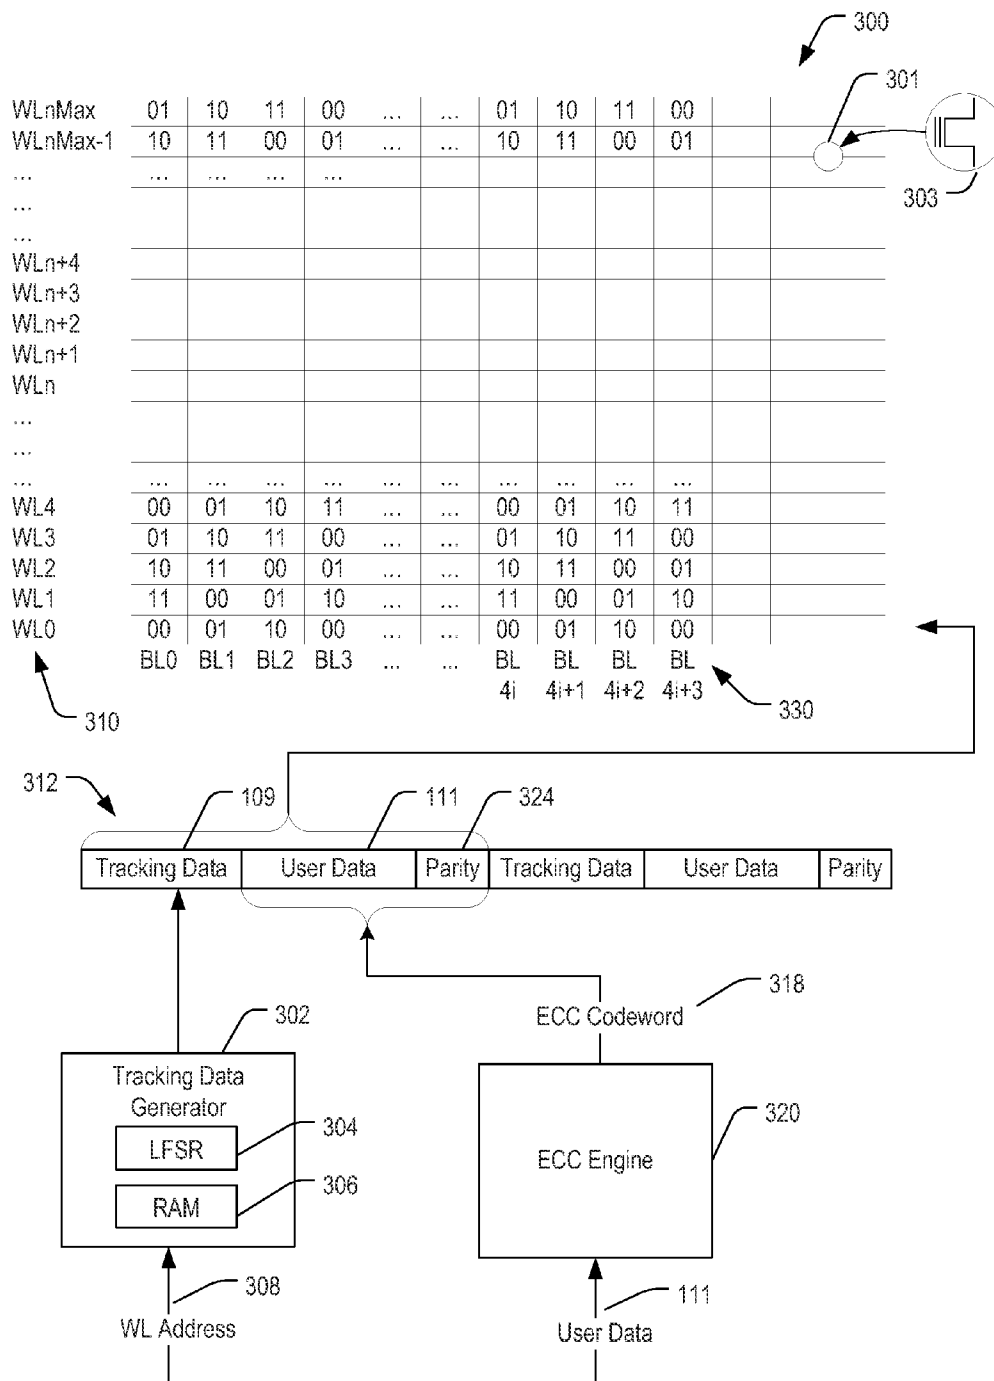 300
301
WLnMax 01 10 11 00 ... ... 01 10 11 00
WLnMax-1 10 11 00 01 ... ... 10 11 00 01
303
... ... ... ... ...
...
...
WLn+4
WLn+3
WLn+2
WLn+1
WLn
...
...
... ... ... ... ... ... ... ... ... ... ...
WL4 00 01 10 11 ... ... 00 01 10 11
WL3 01 10 11 00 ... ... 01 10 11 00
WL2 10 11 00 01 ... ... 10 11 00 01
WL1 11 00 01 10 ... ... 11 00 01 10
WL0 00 01 10 00 ... ... 00 01 10 00
BL0 BL1 BL2 BL3 ... ... BL BL BL BL
4i 4i+1 4i+2 4i+3
310
330
312
109
111
324
Tracking Data User Data Parity Tracking Data User Data Parity
318
ECC Codeword
302
Tracking Data
Generator
304
LFSR
306
RAM
320
ECC Engine
308
WL Address
111
User Data